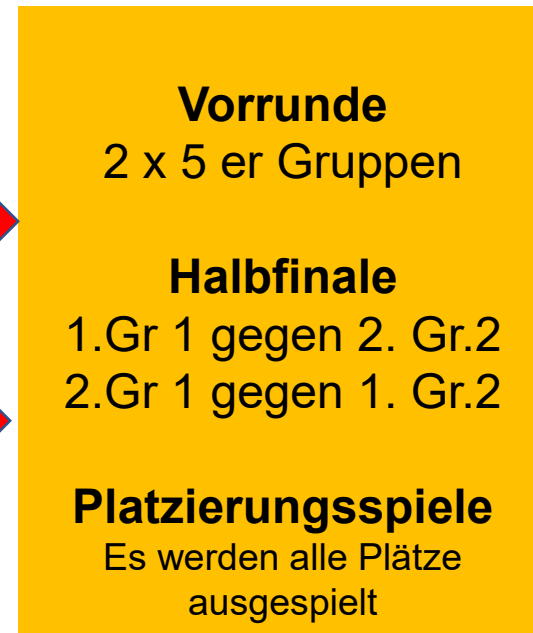 Vorrunde
2 x 5 er Gruppen
Halbfinale
1.Gr 1 gegen 2. Gr.2
2.Gr 1 gegen 1. Gr.2
Platzierungsspiele
Es werden alle Plätze
ausgespielt